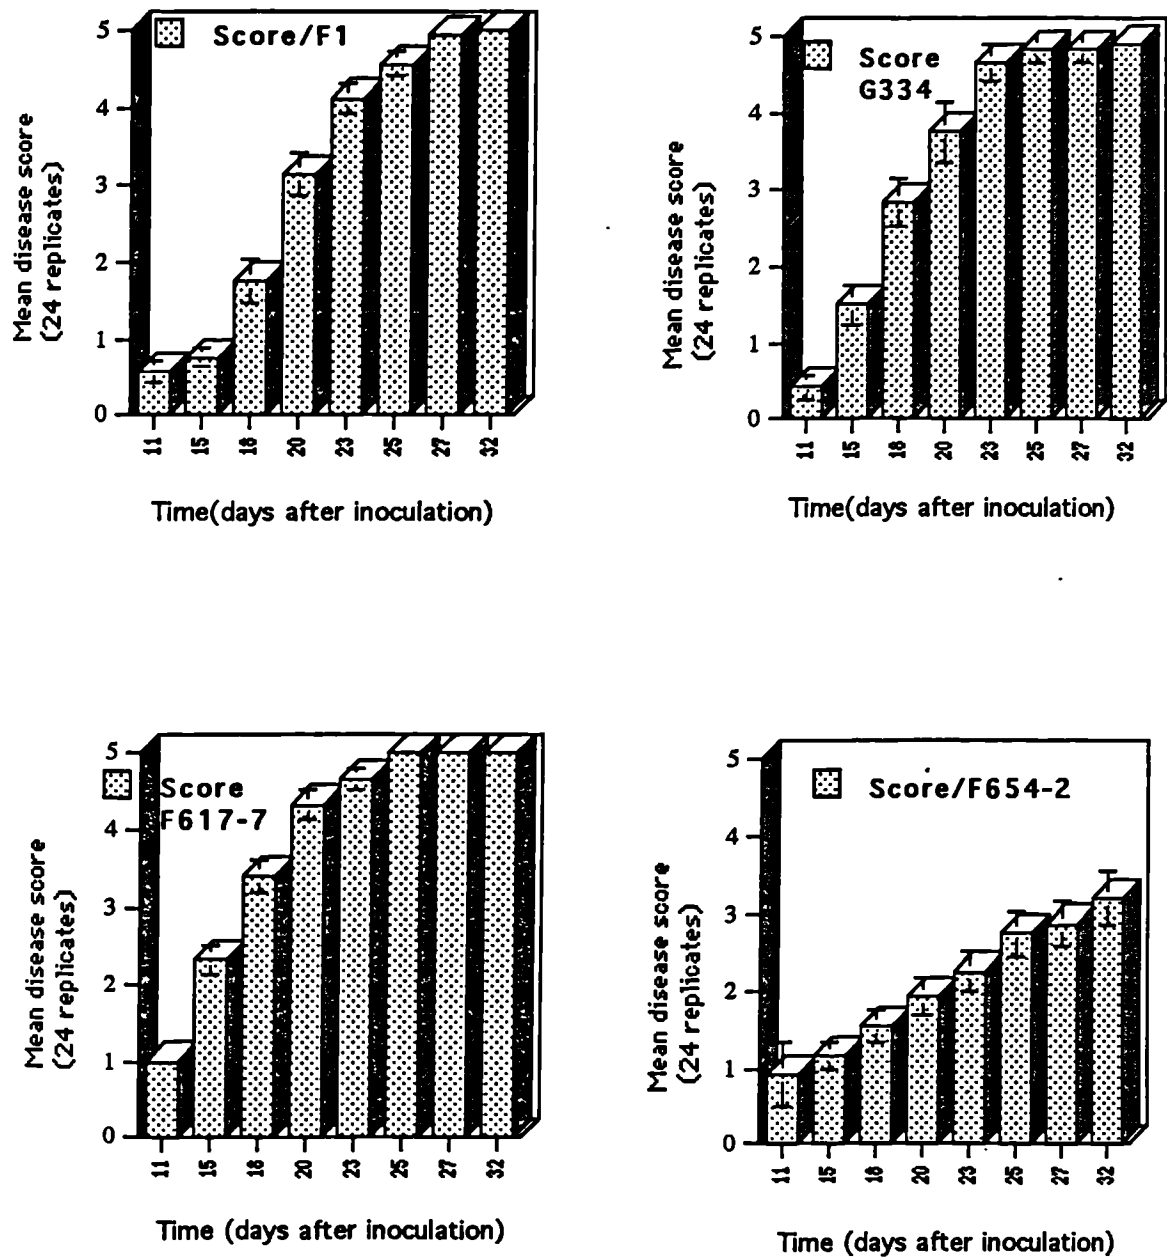 Score/F1
Mean disease score
(24 replicates)
5
4
3
2
1
0
11 15 18 20 23 25 27 32
Time(days after inoculation)
Score
G334
Mean disease score
(24 replicates)
5
4
3
2
1
0
11 15 18 20 23 25 27 32
Time(days after inoculation)
Score
F617-7
Mean disease score
(24 replicates)
5
4
3
2
1
0
11 15 18 20 23 25 27 32
Time (days after inoculation)
Score/F654-2
Mean disease score
(24 replicates)
5
4
3
2
1
0
11 15 18 20 23 25 27 32
Time (days after inoculation)